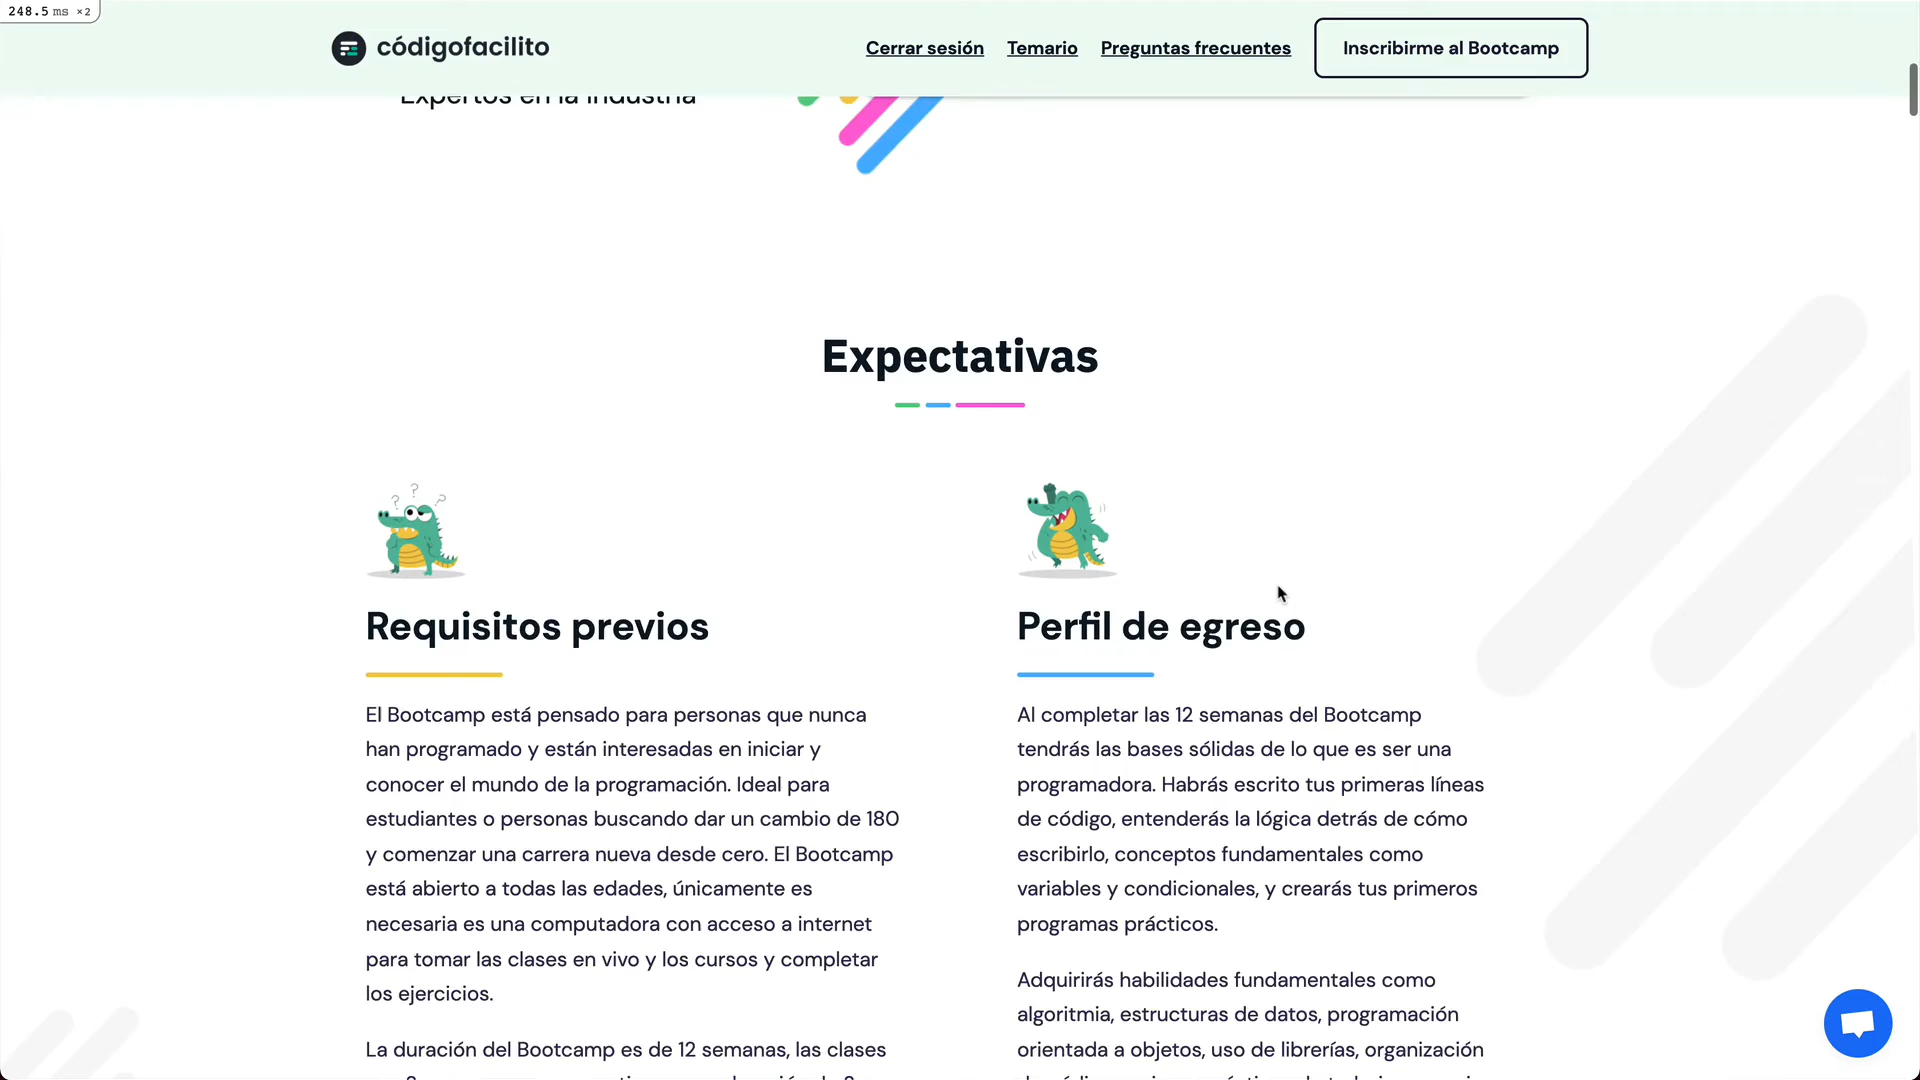 248.5 ms ×2
códigofacilito
Cerrar sesión
Temario
Preguntas frecuentes
Inscribirme al Bootcamp
Expertos en la industria
Expectativas
? ? ?
Requisitos previos
El Bootcamp está pensado para personas que nunca
han programado y están interesadas en iniciar y
conocer el mundo de la programación. Ideal para
estudiantes o personas buscando dar un cambio de 180
y comenzar una carrera nueva desde cero. El Bootcamp
está abierto a todas las edades, únicamente es
necesaria es una computadora con acceso a internet
para tomar las clases en vivo y los cursos y completar
los ejercicios.
La duración del Bootcamp es de 12 semanas, las clases
Perfil de egreso
Al completar las 12 semanas del Bootcamp
tendrás las bases sólidas de lo que es ser una
programadora. Habrás escrito tus primeras líneas
de código, entenderás la lógica detrás de cómo
escribirlo, conceptos fundamentales como
variables y condicionales, y crearás tus primeros
programas prácticos.
Adquirirás habilidades fundamentales como
algoritmia, estructuras de datos, programación
orientada a objetos, uso de librerías, organización